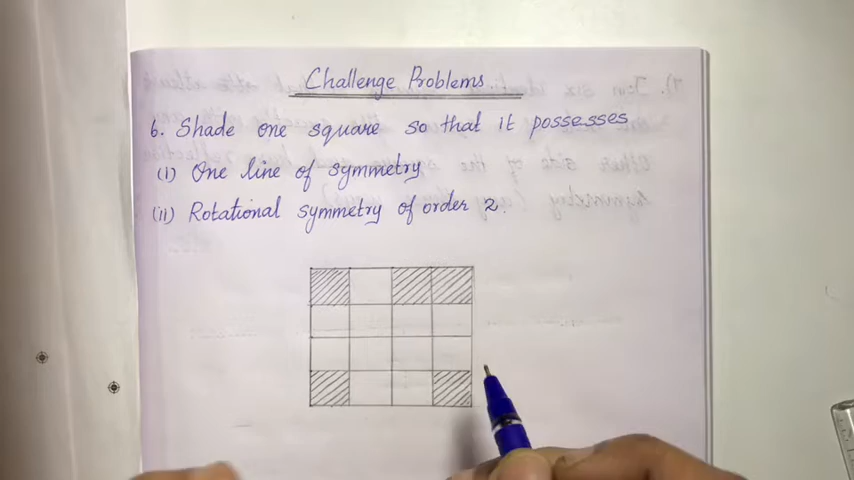 Challenge Problems
6. Shade one square so that it possesses
(i) One line of symmetry
(ii) Rotational symmetry of order 2.